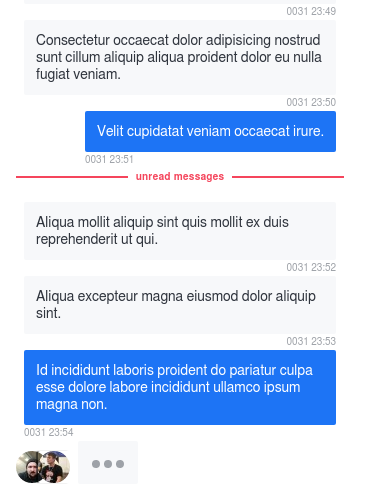 0031 23:49
Consectetur occaecat dolor adipisicing nostrud
sunt cillum aliquip aliqua proident dolor eu nulla
fugiat veniam.
0031 23:50
Velit cupidatat veniam occaecat irure.
0031 23:51
unread messages
Aliqua mollit aliquip sint quis mollit ex duis
reprehenderit ut qui.
0031 23:52
Aliqua excepteur magna eiusmod dolor aliquip
sint.
0031 23:53
Id incididunt laboris proident do pariatur culpa
esse dolore labore incididunt ullamco ipsum
magna non.
0031 23:54